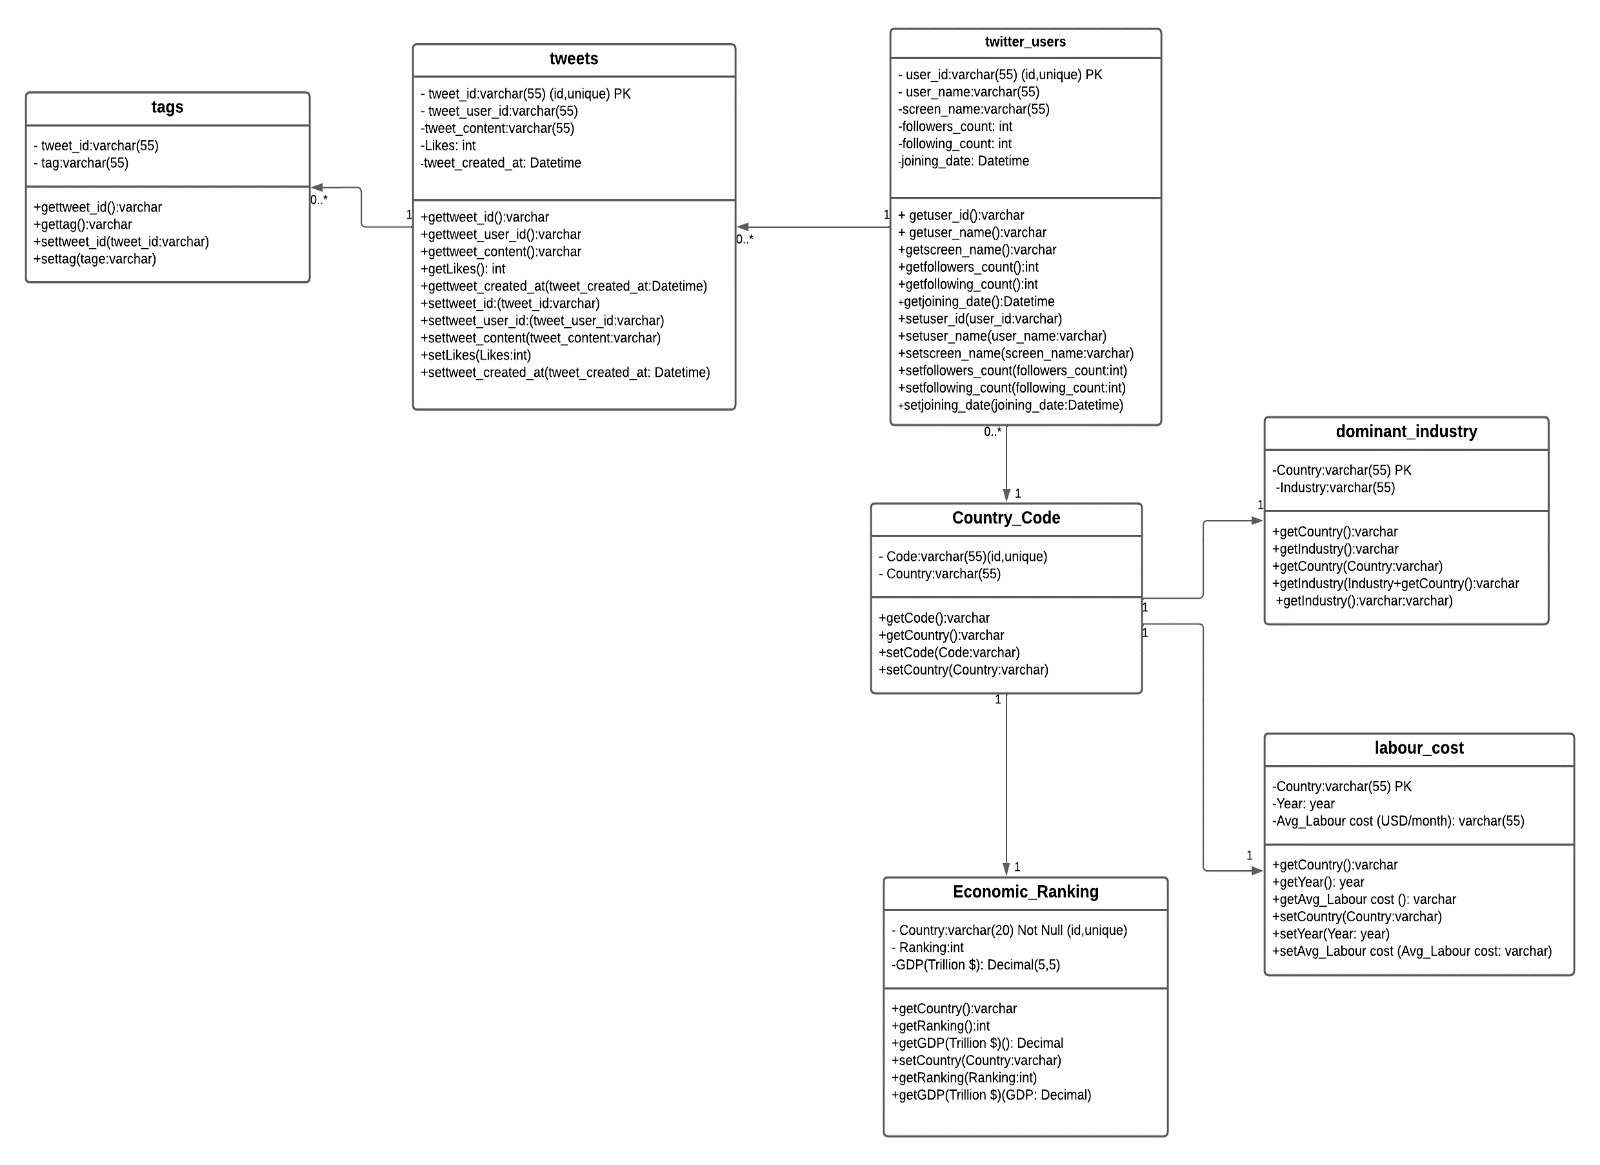 tags
- tweet_id:varchar(55)
- tag:varchar(55)
+gettweet_id():varchar
+gettag():varchar
+settweet_id(tweet_id:varchar)
+settag(tage:varchar)
0..*
1
tweets
- tweet_id:varchar(55) (id,unique) PK
- tweet_user_id:varchar(55)
-tweet_content:varchar(55)
-Likes: int
-tweet_created_at: Datetime
+gettweet_id():varchar
+gettweet_user_id():varchar
+gettweet_content():varchar
+getLikes(): int
+gettweet_created_at(tweet_created_at:Datetime)
+settweet_id:(tweet_id:varchar)
+settweet_user_id:(tweet_user_id:varchar)
+settweet_content(tweet_content:varchar)
+setLikes(Likes:int)
+settweet_created_at(tweet_created_at: Datetime)
0..*
1
twitter_users
- user_id:varchar(55) (id,unique) PK
- user_name:varchar(55)
-screen_name:varchar(55)
-followers_count: int
-following_count: int
-joining_date: Datetime
+ getuser_id():varchar
+ getuser_name():varchar
+getscreen_name():varchar
+getfollowers_count():int
+getfollowing_count():int
+getjoining_date():Datetime
+setuser_id(user_id:varchar)
+setuser_name(user_name:varchar)
+setscreen_name(screen_name:varchar)
+setfollowers_count(followers_count:int)
+setfollowing_count(following_count:int)
+setjoining_date(joining_date:Datetime)
0..*
1
Country_Code
- Code:varchar(55)(id,unique)
- Country:varchar(55)
+getCode():varchar
+getCountry():varchar
+setCode(Code:varchar)
+setCountry(Country:varchar)
1
1
1
1
dominant_industry
-Country:varchar(55) PK
-Industry:varchar(55)
+getCountry():varchar
+getIndustry():varchar
+getCountry(Country:varchar)
+getIndustry(Industry+getCountry():varchar
+getIndustry():varchar:varchar)
1
labour_cost
-Country:varchar(55) PK
-Year: year
-Avg_Labour cost (USD/month): varchar(55)
+getCountry():varchar
+getYear(): year
+getAvg_Labour cost (): varchar
+setCountry(Country:varchar)
+setYear(Year: year)
+setAvg_Labour cost (Avg_Labour cost: varchar)
1
Economic_Ranking
- Country:varchar(20) Not Null (id,unique)
- Ranking:int
-GDP(Trillion $): Decimal(5,5)
+getCountry():varchar
+getRanking():int
+getGDP(Trillion $)(): Decimal
+setCountry(Country:varchar)
+getRanking(Ranking:int)
+getGDP(Trillion $)(GDP: Decimal)